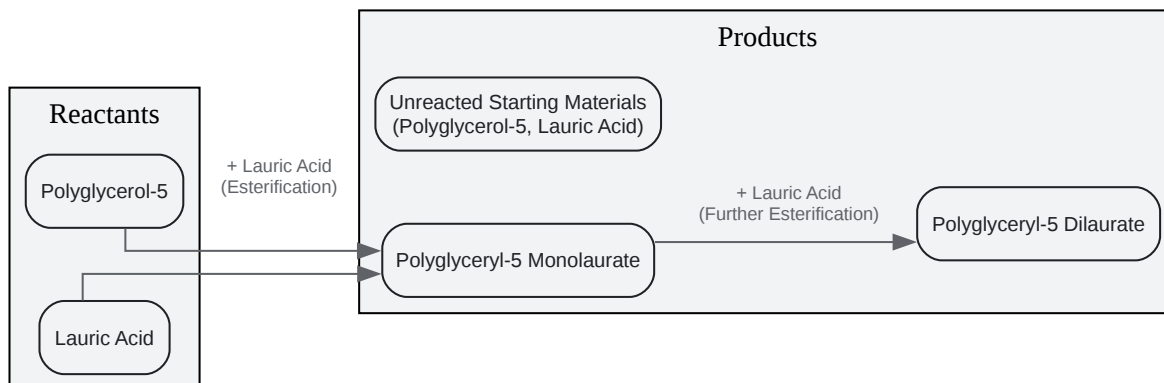 Reactants
Polyglycerol-5
Lauric Acid
+ Lauric Acid
(Esterification)
Products
Unreacted Starting Materials
(Polyglycerol-5, Lauric Acid)
Polyglyceryl-5 Monolaurate
+ Lauric Acid
(Further Esterification)
Polyglyceryl-5 Dilaurate